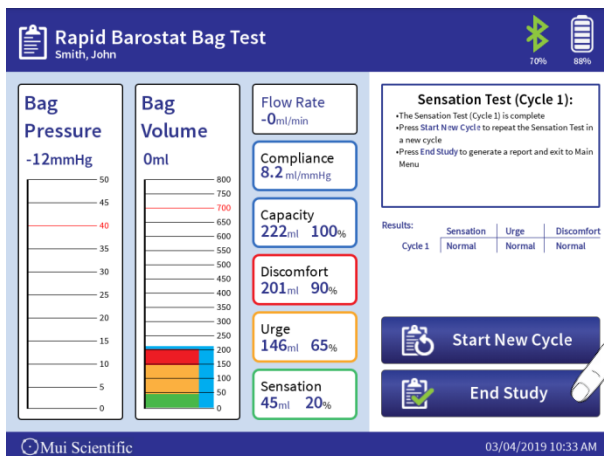 Rapid Barostat Bag Test
Smith, John
70%
88%
Bag
Pressure
-12mmHg
50
45
40
35
30
25
20
15
10
5
0
Bag
Volume
0ml
800
750
700
650
600
550
500
450
400
350
300
250
200
150
100
50
0
Flow Rate
-0ml/min
Compliance
8.2 ml/mmHg
Capacity
222ml 100%
Discomfort
201ml 90%
Urge
146ml 65%
Sensation
45ml 20%
Sensation Test (Cycle 1):
•The Sensation Test (Cycle 1) is complete
•Press Start New Cycle to repeat the Sensation Test in
a new cycle
•Press End Study to generate a report and exit to Main
Menu
Results:
Sensation Urge Discomfort
Cycle 1 Normal Normal Normal
Start New Cycle
End Study
Mui Scientific
03/04/2019 10:33 AM